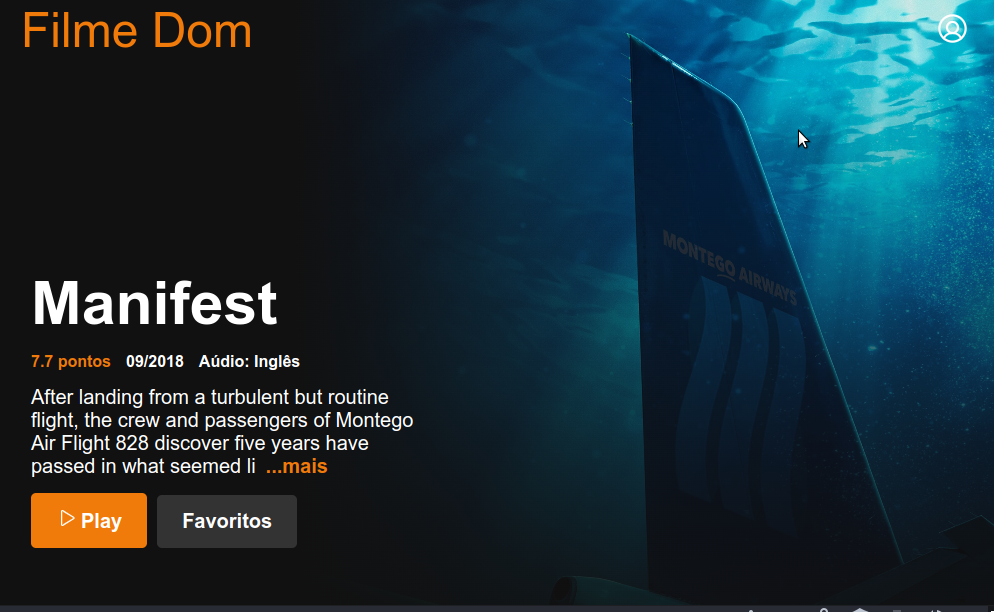 Filme Dom
MONTEGO AIRWAYS
Manifest
7.7 pontos 09/2018 Aúdio: Inglês
After landing from a turbulent but routine
flight, the crew and passengers of Montego
Air Flight 828 discover five years have
passed in what seemed li ...mais
Play Favoritos